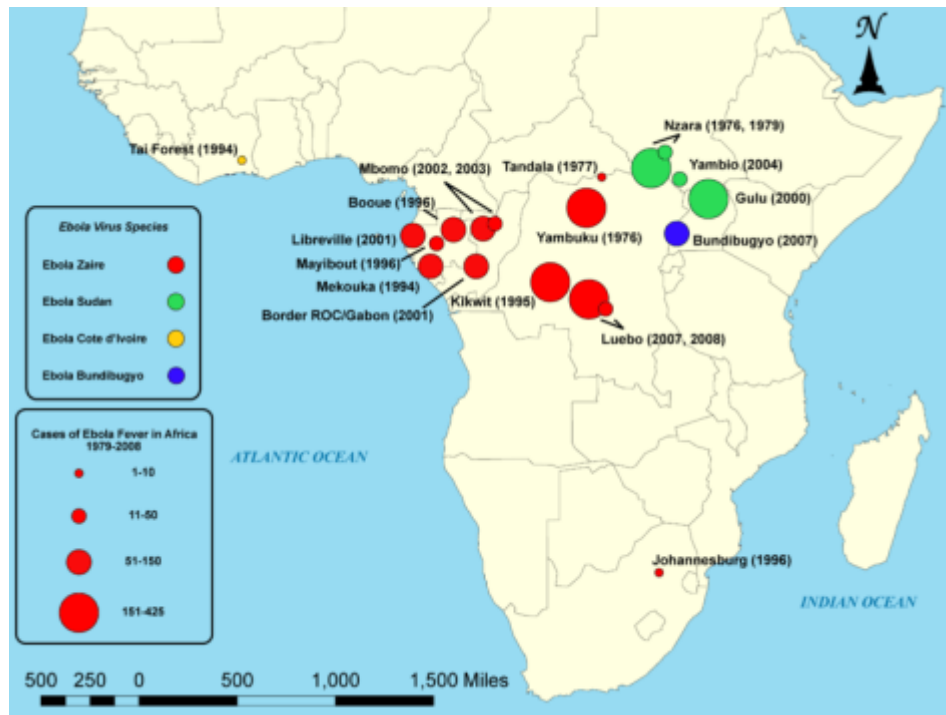 N
Nzara (1976, 1979)
Tai Forest (1994)
Mbomo (2002, 2003)
Tandala (1977)
Yambio (2004)
Booue (1996)
Gulu (2000)
Ebola Virus Species
Libreville (2001)
Yambuku (1976)
Bundibugyo (2007)
Ebola Zaire
Mayibout (1996)
Mekouka (1994)
Ebola Sudan
Kikwit (1995)
Border ROC/Gabon (2001)
Ebola Cote d'Ivoire
Luebo (2007, 2008)
Ebola Bundibugyo
Cases of Ebola Fever in Africa
1979-2008
ATLANTIC OCEAN
1-10
11-50
51-150
Johannesburg (1996)
INDIAN OCEAN
151-425
500 250 0 500 1,000 1,500 Miles